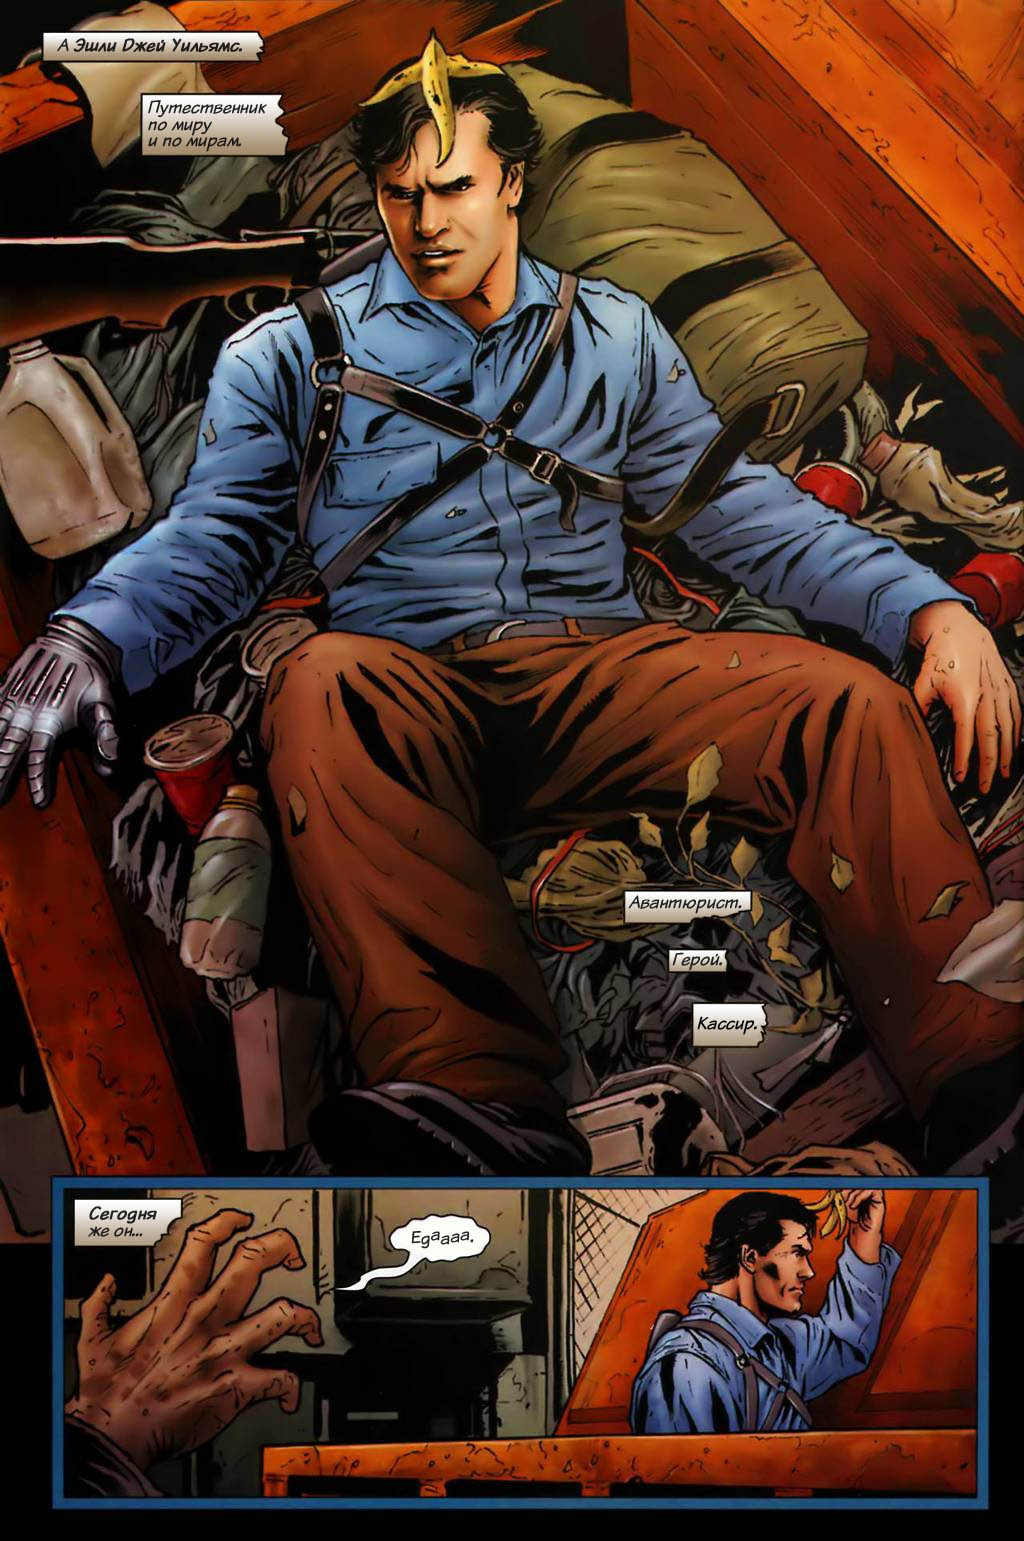 А Эшли Джей Уильямс.
Путественник
по миру
и по мирам.
Авантюрист.
Герой.
Кассир.
Сегодня
же он...
Едаааа.